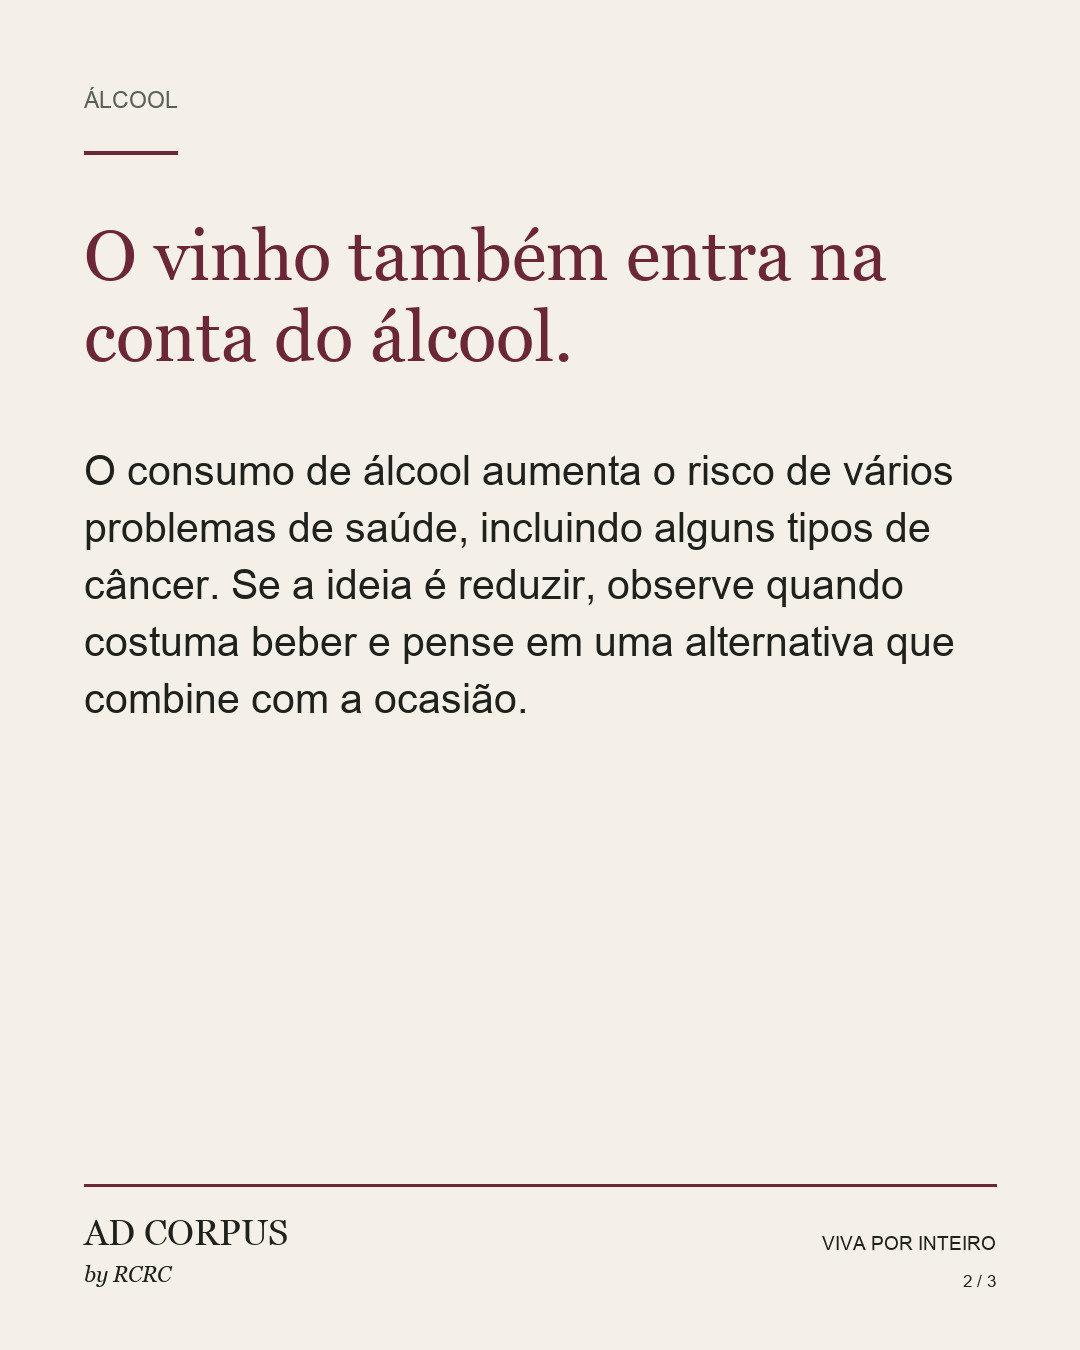 ÁLCOOL
O vinho também entra na
conta do álcool.
O consumo de álcool aumenta o risco de vários
problemas de saúde, incluindo alguns tipos de
câncer. Se a ideia é reduzir, observe quando
costuma beber e pense em uma alternativa que
combine com a ocasião.
AD CORPUS
by RCRC
VIVA POR INTEIRO
2 / 3